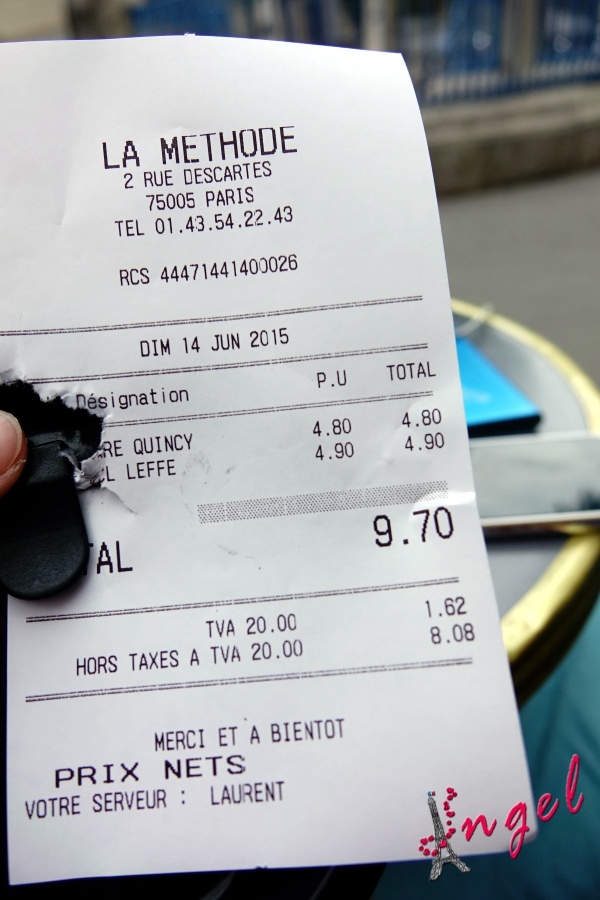 LA METHODE
2 RUE DESCARTES
75005 PARIS
TEL 01.43.54.22.43
RCS 44471441400026
DIM 14 JUN 2015
Désignation P.U TOTAL
RE QUINCY 4.80 4.80
CL LEFFE 4.90 4.90
TAL 9.70
TVA 20.00 1.62
HORS TAXES A TVA 20.00 8.08
MERCI ET A BIENTOT
PRIX NETS
VOTRE SERVEUR : LAURENT
Angel